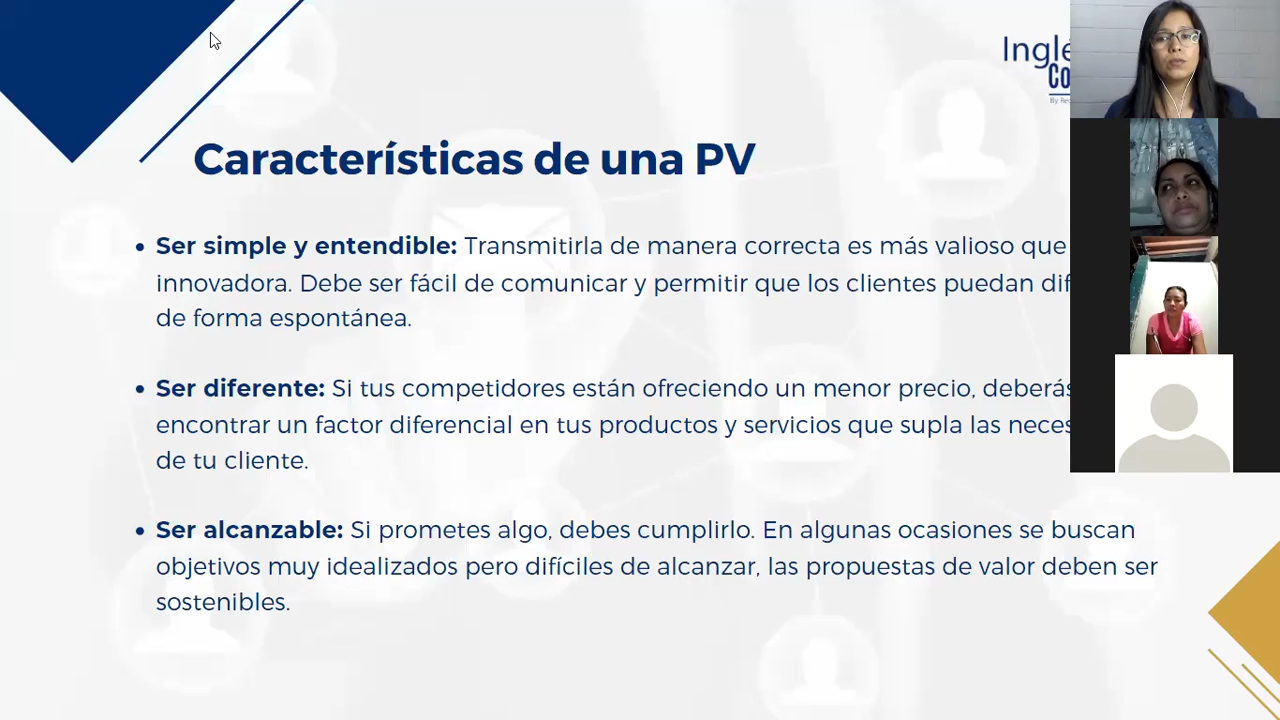 Inglé
Co
By
Características de una PV
• Ser simple y entendible: Transmitirla de manera correcta es más valioso que
innovadora. Debe ser fácil de comunicar y permitir que los clientes puedan
de forma espontánea.
• Ser diferente: Si tus competidores están ofreciendo un menor precio, deberás
encontrar un factor diferencial en tus productos y servicios que supla las
de tu cliente.
• Ser alcanzable: Si prometes algo, debes cumplirlo. En algunas ocasiones se buscan
objetivos muy idealizados pero difíciles de alcanzar, las propuestas de valor deben ser
sostenibles.